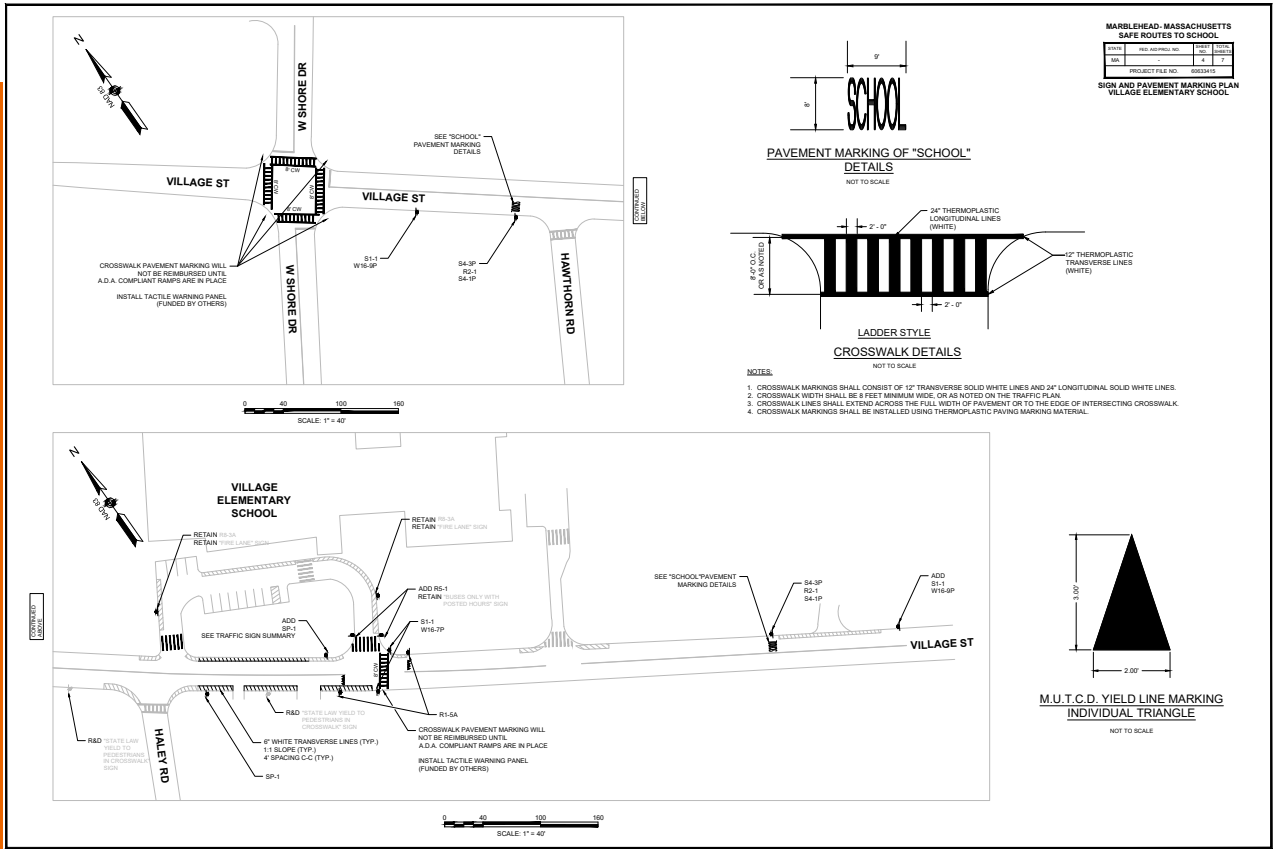 MARBLEHEAD- MASSACHUSETTS
SAFE ROUTES TO SCHOOL
STATE
FED. AID PROJ. NO.
SHEET NO.
TOTAL SHEETS
MA
-
4
7
PROJECT FILE NO. 60633415
SIGN AND PAVEMENT MARKING PLAN
VILLAGE ELEMENTARY SCHOOL
N
NAD 83
W SHORE DR
VILLAGE ST
8' CW
8' CW
8' CW
8' CW
VILLAGE ST
SEE "SCHOOL"
PAVEMENT MARKING
DETAILS
S1-1
W16-9P
S4-3P
R2-1
S4-1P
HAWTHORN RD
W SHORE DR
CROSSWALK PAVEMENT MARKING WILL
NOT BE REIMBURSED UNTIL
A.D.A. COMPLIANT RAMPS ARE IN PLACE
INSTALL TACTILE WARNING PANEL
(FUNDED BY OTHERS)
CONTINUED
BELOW
0 40 100 160
SCALE: 1" = 40'
9'
8'
SCHOOL
PAVEMENT MARKING OF "SCHOOL"
DETAILS
NOT TO SCALE
24" THERMOPLASTIC
LONGITUDINAL LINES
(WHITE)
2' - 0"
8'-0" O.C.
OR AS NOTED
12" THERMOPLASTIC
TRANSVERSE LINES
(WHITE)
2' - 0"
LADDER STYLE
CROSSWALK DETAILS
NOT TO SCALE
NOTES:
1. CROSSWALK MARKINGS SHALL CONSIST OF 12" TRANSVERSE SOLID WHITE LINES AND 24" LONGITUDINAL SOLID WHITE LINES.
2. CROSSWALK WIDTH SHALL BE 8 FEET MINIMUM WIDE, OR AS NOTED ON THE TRAFFIC PLAN.
3. CROSSWALK LINES SHALL EXTEND ACROSS THE FULL WIDTH OF PAVEMENT OR TO THE EDGE OF INTERSECTING CROSSWALK.
4. CROSSWALK MARKINGS SHALL BE INSTALLED USING THERMOPLASTIC PAVING MARKING MATERIAL.
N
NAD 83
VILLAGE
ELEMENTARY
SCHOOL
RETAIN R8-3A
RETAIN "FIRE LANE" SIGN
RETAIN R8-3A
RETAIN "FIRE LANE" SIGN
ADD R5-1
RETAIN "BUSES ONLY WITH
POSTED HOURS" SIGN
ADD
SP-1
SEE TRAFFIC SIGN SUMMARY
S1-1
W16-7P
CONTINUED
ABOVE
8' CW
SEE "SCHOOL"PAVEMENT
MARKING DETAILS
S4-3P
R2-1
S4-1P
ADD
S1-1
W16-9P
VILLAGE ST
R1-5A
R&D "STATE LAW YIELD TO
PEDESTRIANS IN
CROSSWALK" SIGN
CROSSWALK PAVEMENT MARKING WILL
NOT BE REIMBURSED UNTIL
A.D.A. COMPLIANT RAMPS ARE IN PLACE
INSTALL TACTILE WARNING PANEL
(FUNDED BY OTHERS)
R&D "STATE LAW
YIELD TO
PEDESTRIANS
IN CROSSWALK"
SIGN
HALEY RD
6" WHITE TRANSVERSE LINES (TYP.)
1:1 SLOPE (TYP.)
4' SPACING C-C (TYP.)
SP-1
0 40 100 160
SCALE: 1" = 40'
3.00'
2.00'
M.U.T.C.D. YIELD LINE MARKING
INDIVIDUAL TRIANGLE
NOT TO SCALE